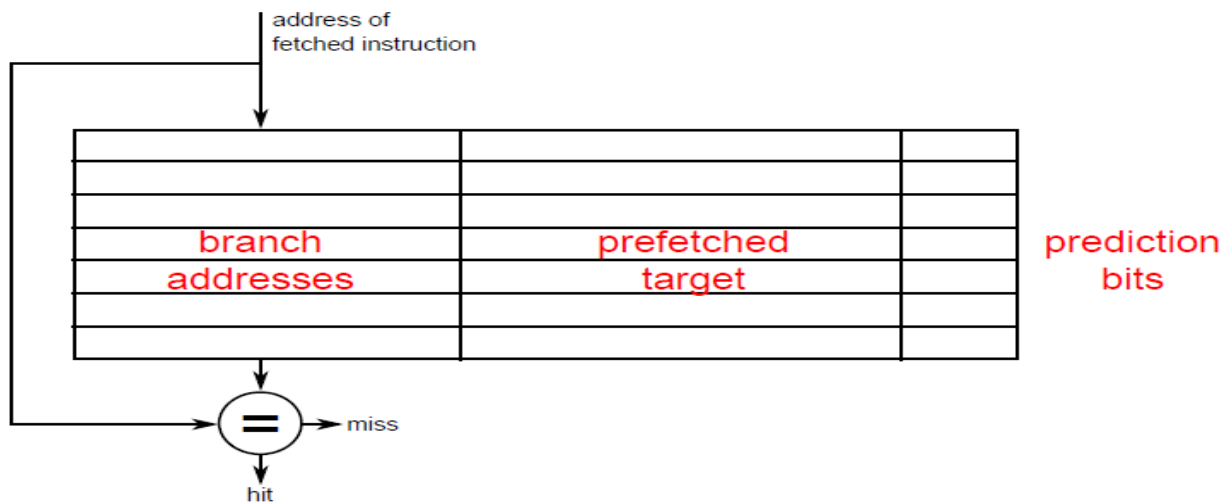 address of
fetched instruction
branch
addresses
prefetched
target
prediction
bits
=
miss
hit